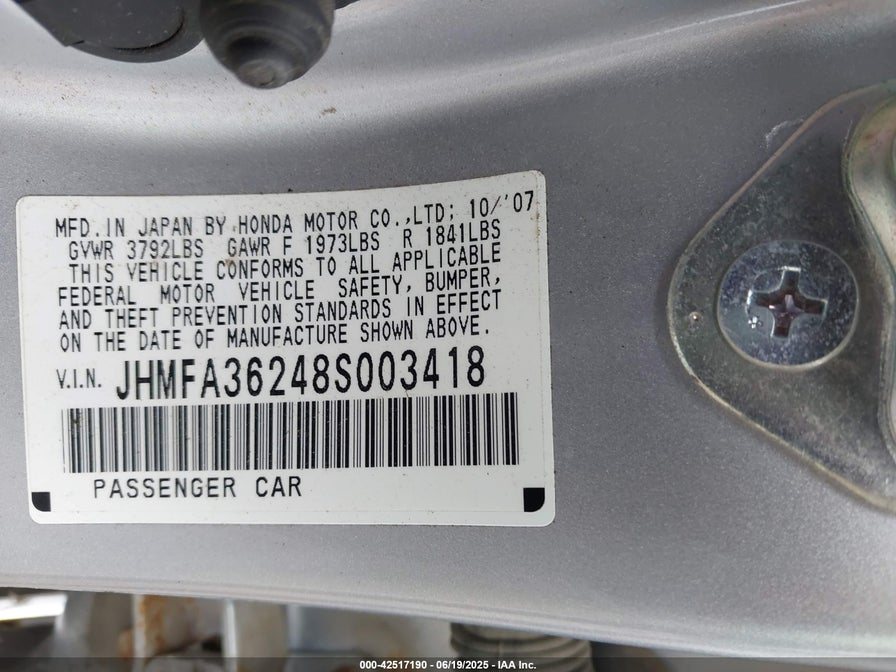 MFD. IN JAPAN BY HONDA MOTOR CO.,LTD; 10/'07
GVWR 3792LBS GAWR F 1973LBS R 1841LBS
THIS VEHICLE CONFORMS TO ALL APPLICABLE
FEDERAL MOTOR VEHICLE SAFETY, BUMPER,
AND THEFT PREVENTION STANDARDS IN EFFECT
ON THE DATE OF MANUFACTURE SHOWN ABOVE.
V.I.N. JHMFA36248S003418
PASSENGER CAR
000-42517190 - 06/19/2025 - IAA Inc.